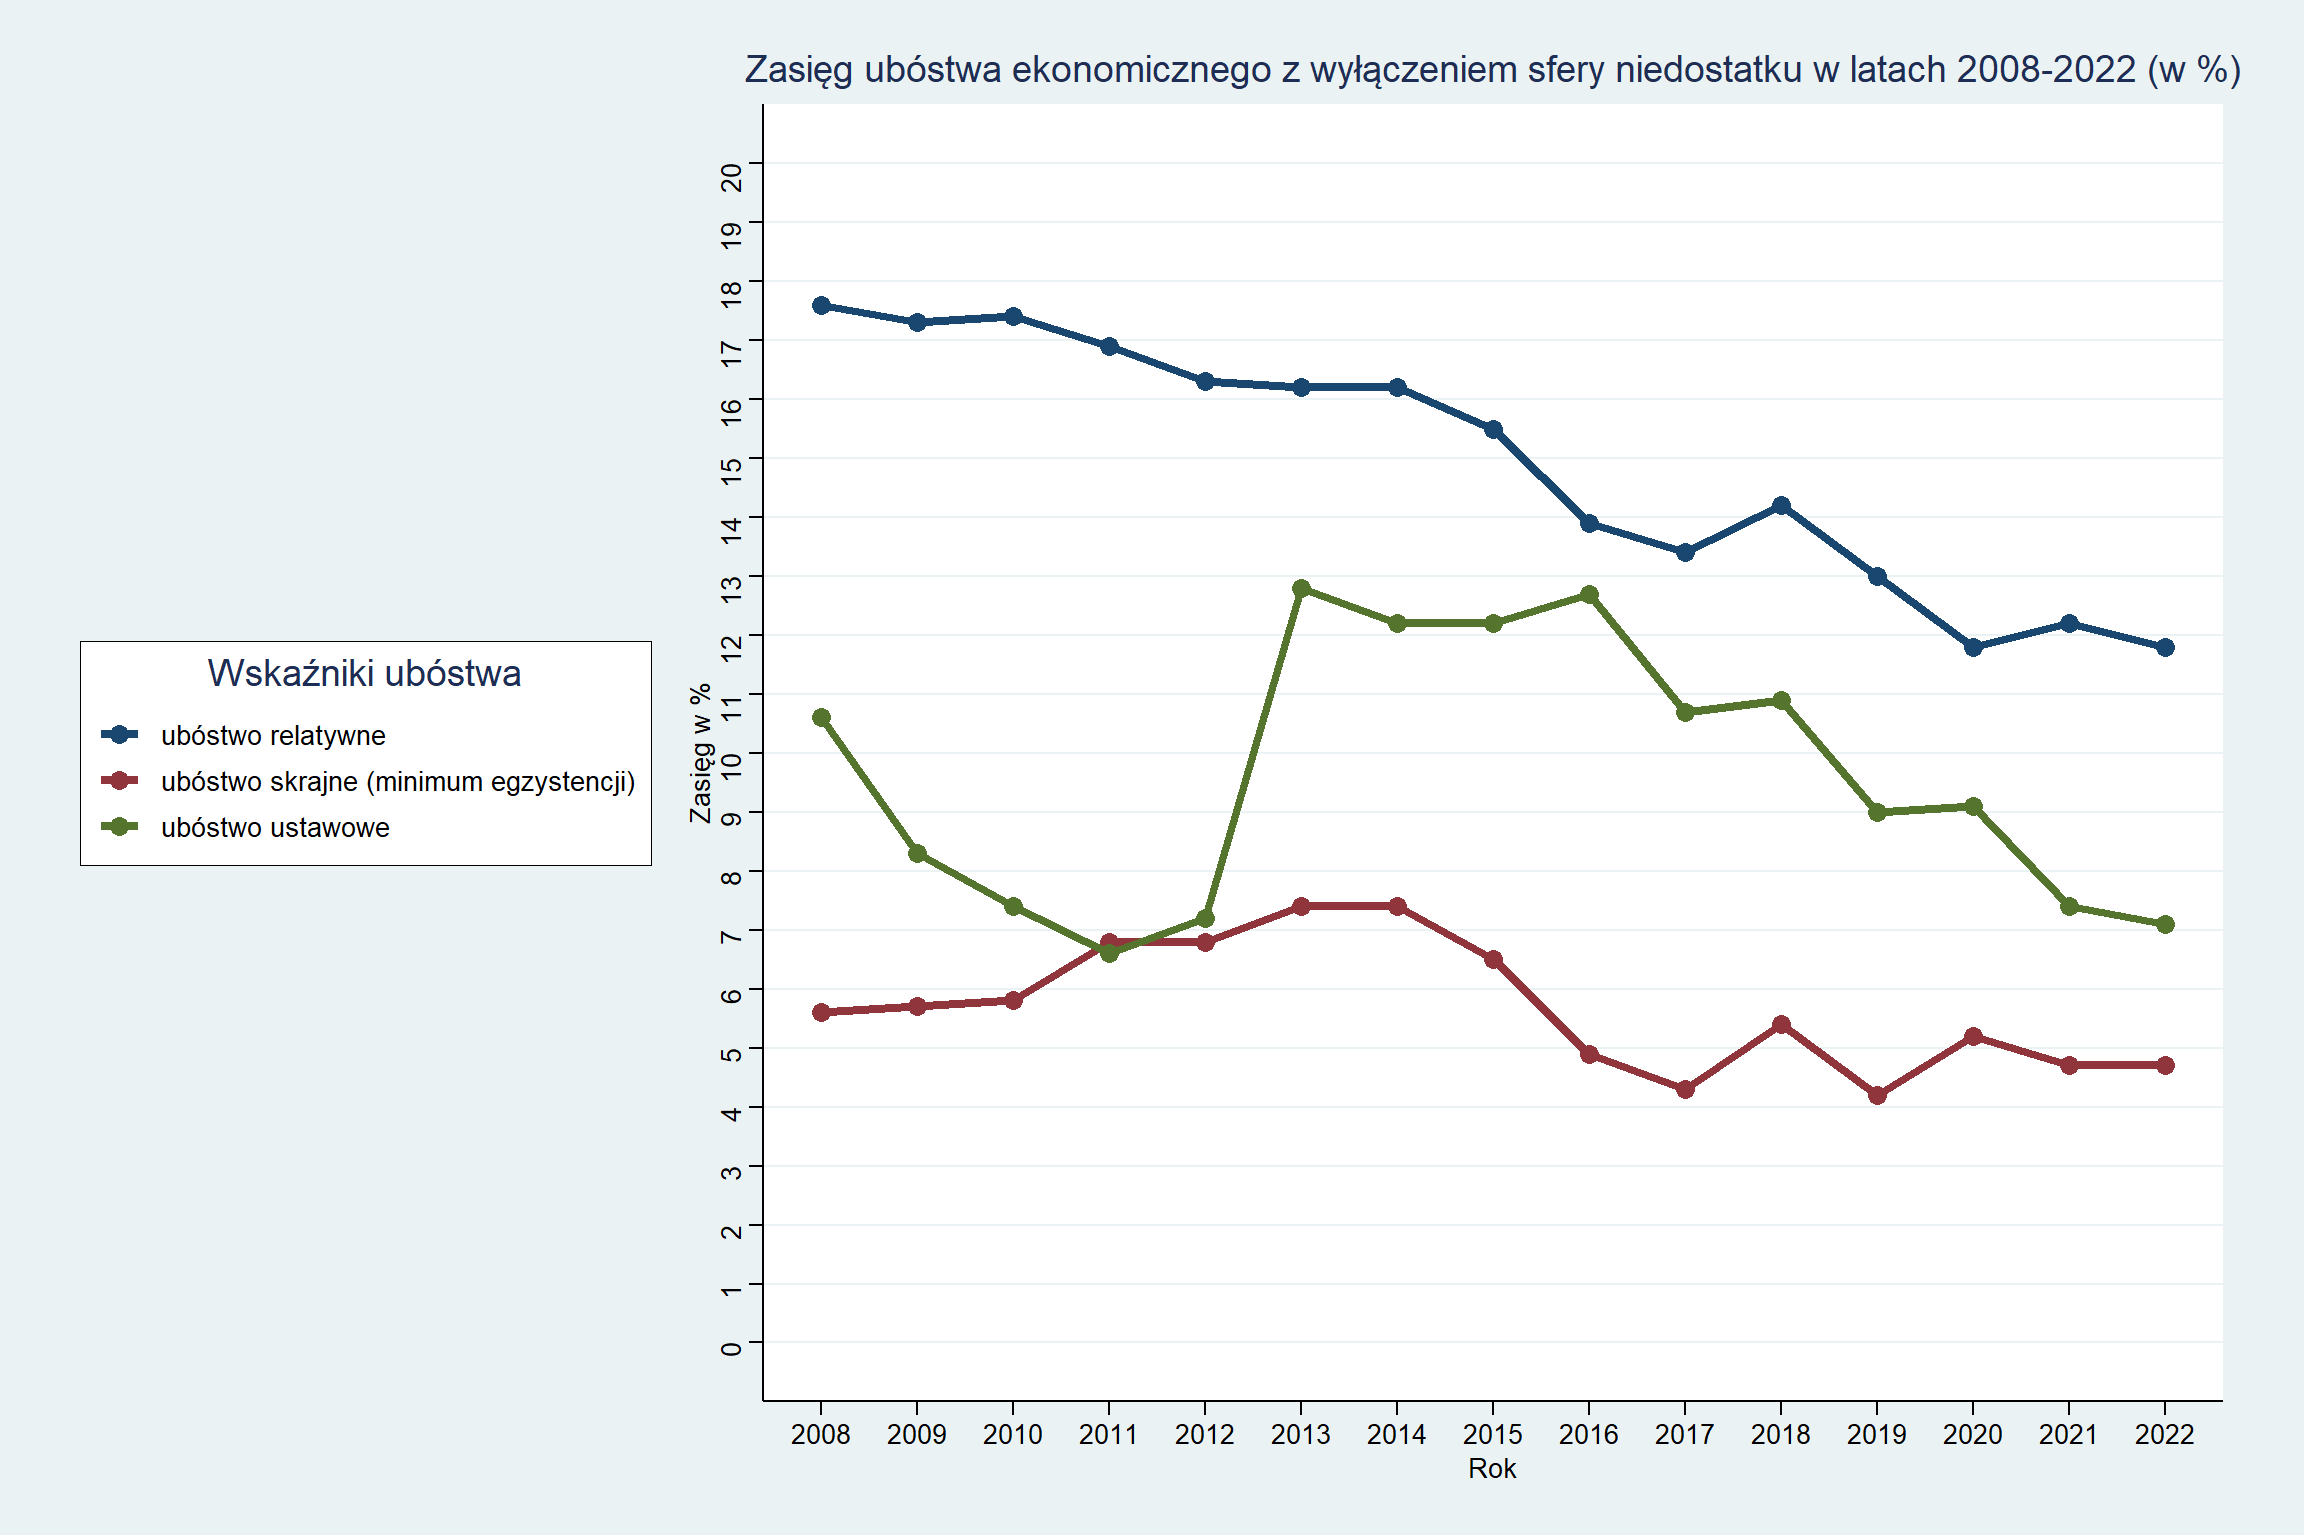 Zasięg ubóstwa ekonomicznego z wyłączeniem sfery niedostatku w latach 2008-2022 (w %)
Wskaźniki ubóstwa
ubóstwo relatywne
ubóstwo skrajne (minimum egzystencji)
ubóstwo ustawowe
Zasięg w %
20
19
18
17
16
15
14
13
12
11
10
9
8
7
6
5
4
3
2
1
0
2008 2009 2010 2011 2012 2013 2014 2015 2016 2017 2018 2019 2020 2021 2022
Rok